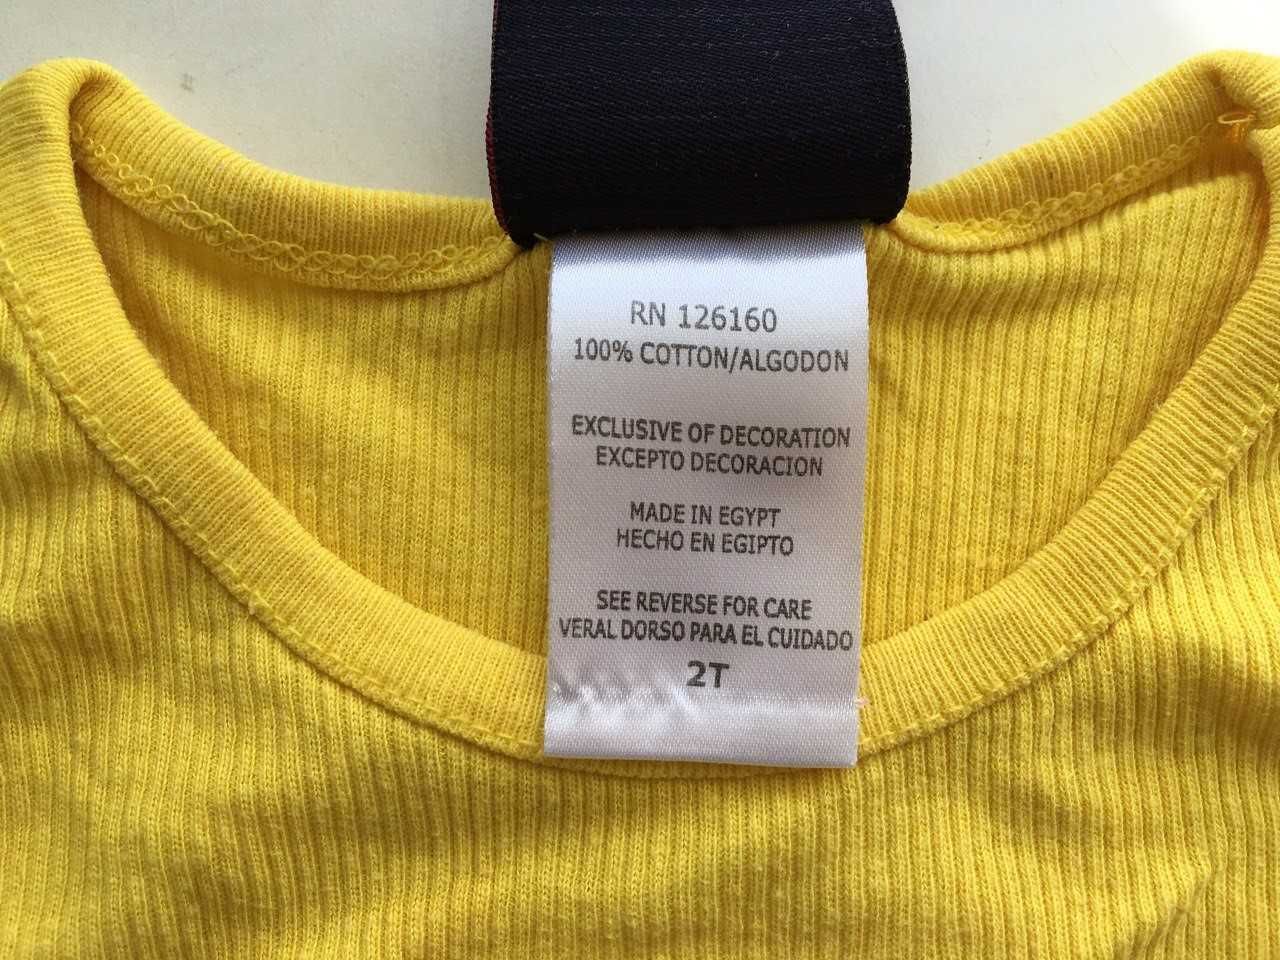 RN 126160
100% COTTON/ALGODON
EXCLUSIVE OF DECORATION
EXCEPTO DECORACION
MADE IN EGYPT
HECHO EN EGIPTO
SEE REVERSE FOR CARE
VERAL DORSO PARA EL CUIDADO
2T